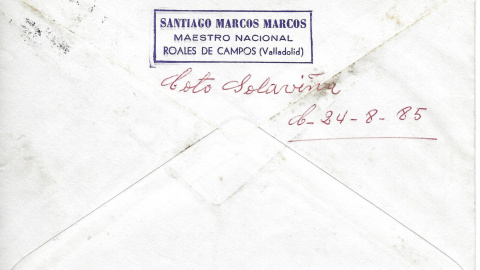 SANTIAGO MARCOS MARCOS
MAESTRO NACIONAL
ROALES DE CAMPOS (Valladolid)
Coto Solaviña
C-24-8-85